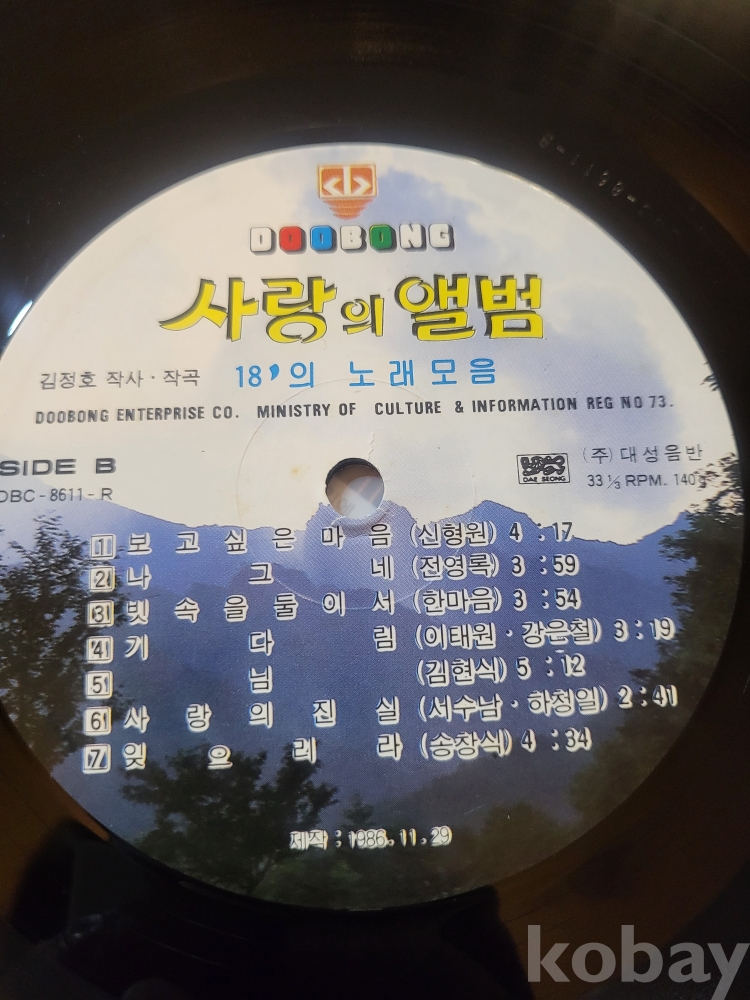 DOOBONG
사랑의 앨범
김정호 작사·작곡 18'의 노래모음
DOOBONG ENTERPRISE CO. MINISTRY OF CULTURE & INFORMATION REG NO 73.
SIDE B
DBC-8611-R
DAE SEONG
(주)대성음반
33 1/3 RPM. 140g
1 보고싶은마음 (신형원) 4:17
2 나그네 (전영록) 3:59
3 빗속을둘이서 (한마음) 3:54
4 기다림 (이태원·강은철) 3:19
5 님 (김현식) 5:12
6 사랑의진실 (서수남·하청일) 2:41
7 잊으리라 (송창식) 4:34
제작:1986.11.29
kobay